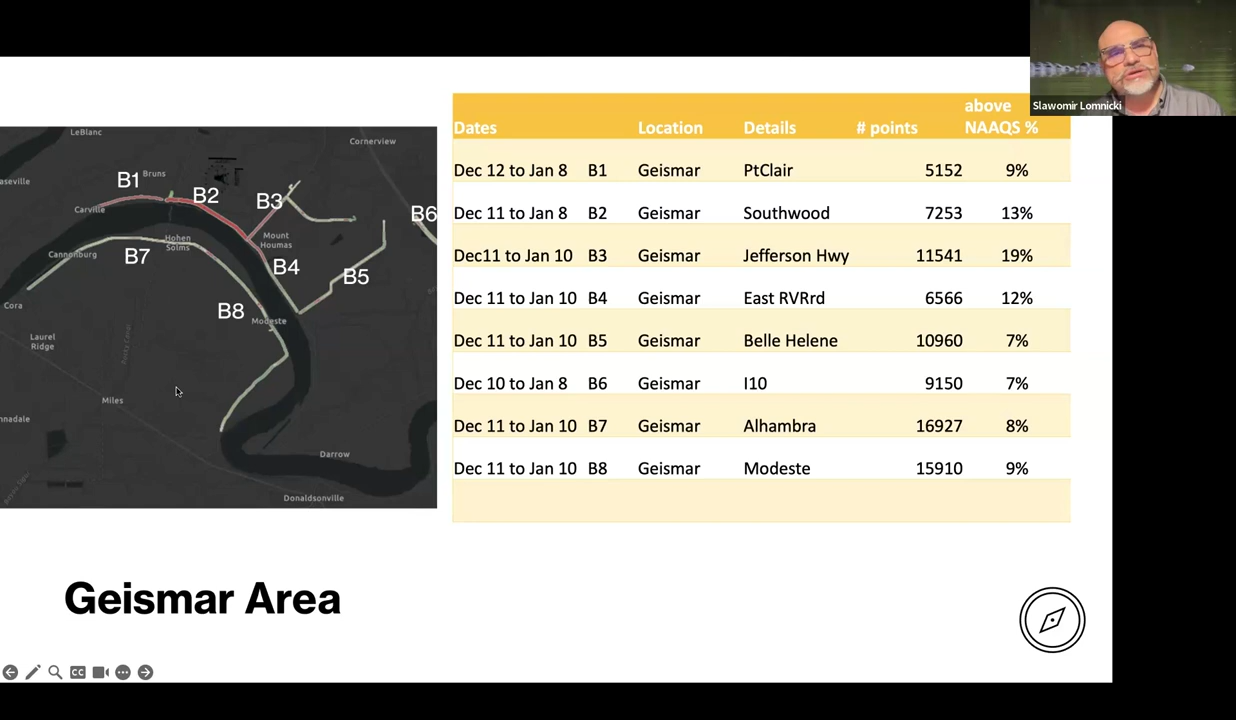 Slawomir Lomnicki
LeBlanc
Cornerview
aseville
B1
Bruns
B2
B3
B6
Carville
Mount
Houmas
Hohen
Solms
Cannonburg
B7
B4
B5
Cora
B8
Modeste
Laurel
Ridge
Miles
nnadale
Darrow
Donaldsonville
Dates Location Details # points above NAAQS %
Dec 12 to Jan 8 B1 Geismar PtClair 5152 9%
Dec 11 to Jan 8 B2 Geismar Southwood 7253 13%
Dec11 to Jan 10 B3 Geismar Jefferson Hwy 11541 19%
Dec 11 to Jan 10 B4 Geismar East RVRrd 6566 12%
Dec 11 to Jan 10 B5 Geismar Belle Helene 10960 7%
Dec 10 to Jan 8 B6 Geismar I10 9150 7%
Dec 11 to Jan 10 B7 Geismar Alhambra 16927 8%
Dec 11 to Jan 10 B8 Geismar Modeste 15910 9%
Geismar Area
CC